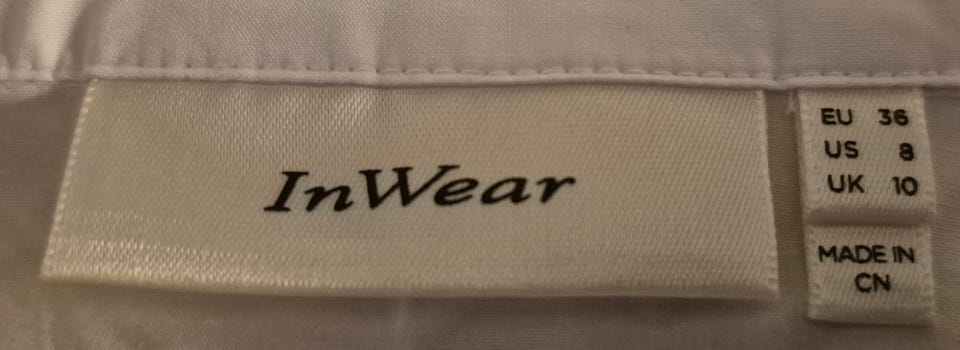 InWear
EU 36
US 8
UK 10
MADE IN
CN